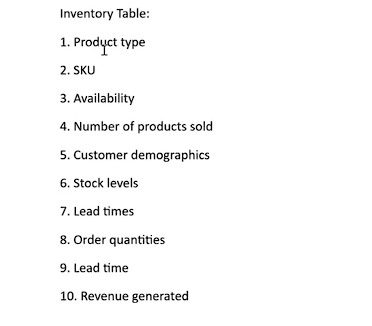 Inventory Table:
1. Product type
2. SKU
3. Availability
4. Number of products sold
5. Customer demographics
6. Stock levels
7. Lead times
8. Order quantities
9. Lead time
10. Revenue generated